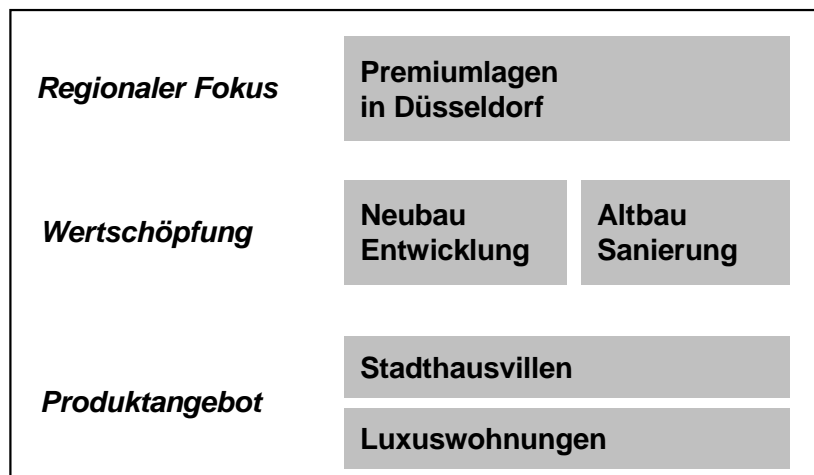 Regionaler Fokus
Premiumlagen
in Düsseldorf
Wertschöpfung
Neubau
Entwicklung
Altbau
Sanierung
Produktangebot
Stadthausvillen
Luxuswohnungen